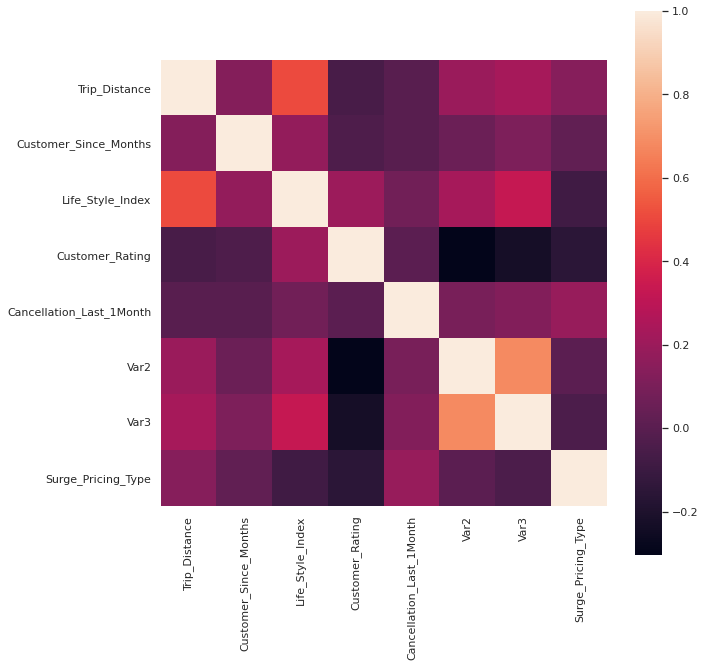 Trip_Distance
Customer_Since_Months
Life_Style_Index
Customer_Rating
Cancellation_Last_1Month
Var2
Var3
Surge_Pricing_Type
Trip_Distance
Customer_Since_Months
Life_Style_Index
Customer_Rating
Cancellation_Last_1Month
Var2
Var3
Surge_Pricing_Type
1.0
0.8
0.6
0.4
0.2
0.0
−0.2